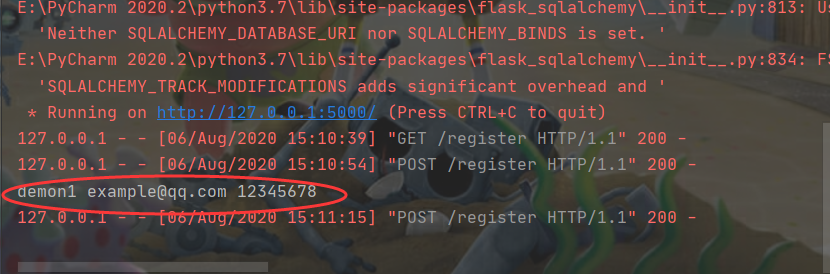 E:\PyCharm 2020.2\python3.7\lib\site-packages\flask_sqlalchemy\__init__.py:813: Us
'Neither SQLALCHEMY_DATABASE_URI nor SQLALCHEMY_BINDS is set. '
E:\PyCharm 2020.2\python3.7\lib\site-packages\flask_sqlalchemy\__init__.py:834: FS
'SQLALCHEMY_TRACK_MODIFICATIONS adds significant overhead and '
* Running on http://127.0.0.1:5000/ (Press CTRL+C to quit)
127.0.0.1 - - [06/Aug/2020 15:10:39] "GET /register HTTP/1.1" 200 -
127.0.0.1 - - [06/Aug/2020 15:10:54] "POST /register HTTP/1.1" 200 -
demon1 example@qq.com 12345678
127.0.0.1 - - [06/Aug/2020 15:11:15] "POST /register HTTP/1.1" 200 -